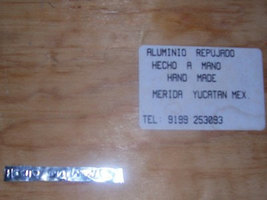 ALUMINIO REPUJADO
HECHO A MANO
HAND MADE
MERIDA YUCATAN MEX.
TEL: 9199 253093